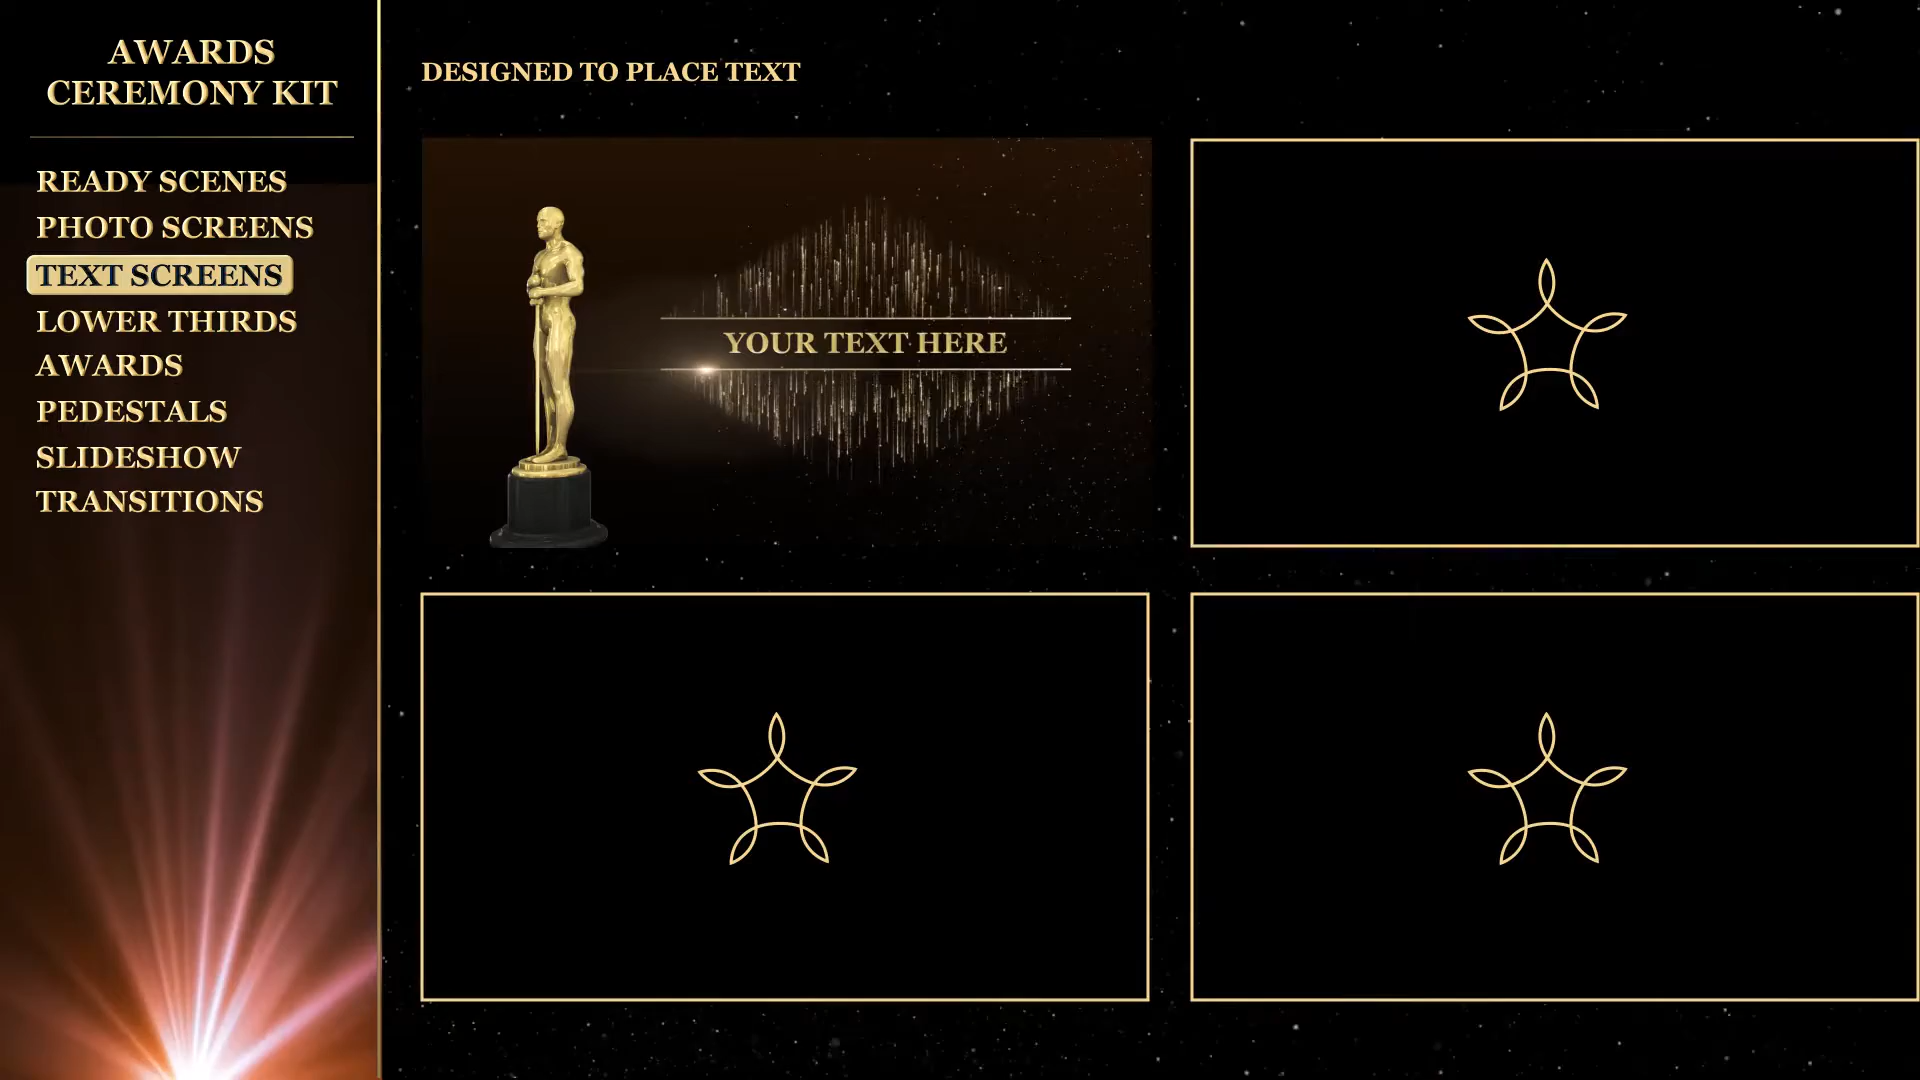 AWARDS
CEREMONY KIT
READY SCENES
PHOTO SCREENS
TEXT SCREENS
LOWER THIRDS
AWARDS
PEDESTALS
SLIDESHOW
TRANSITIONS
DESIGNED TO PLACE TEXT
YOUR TEXT HERE